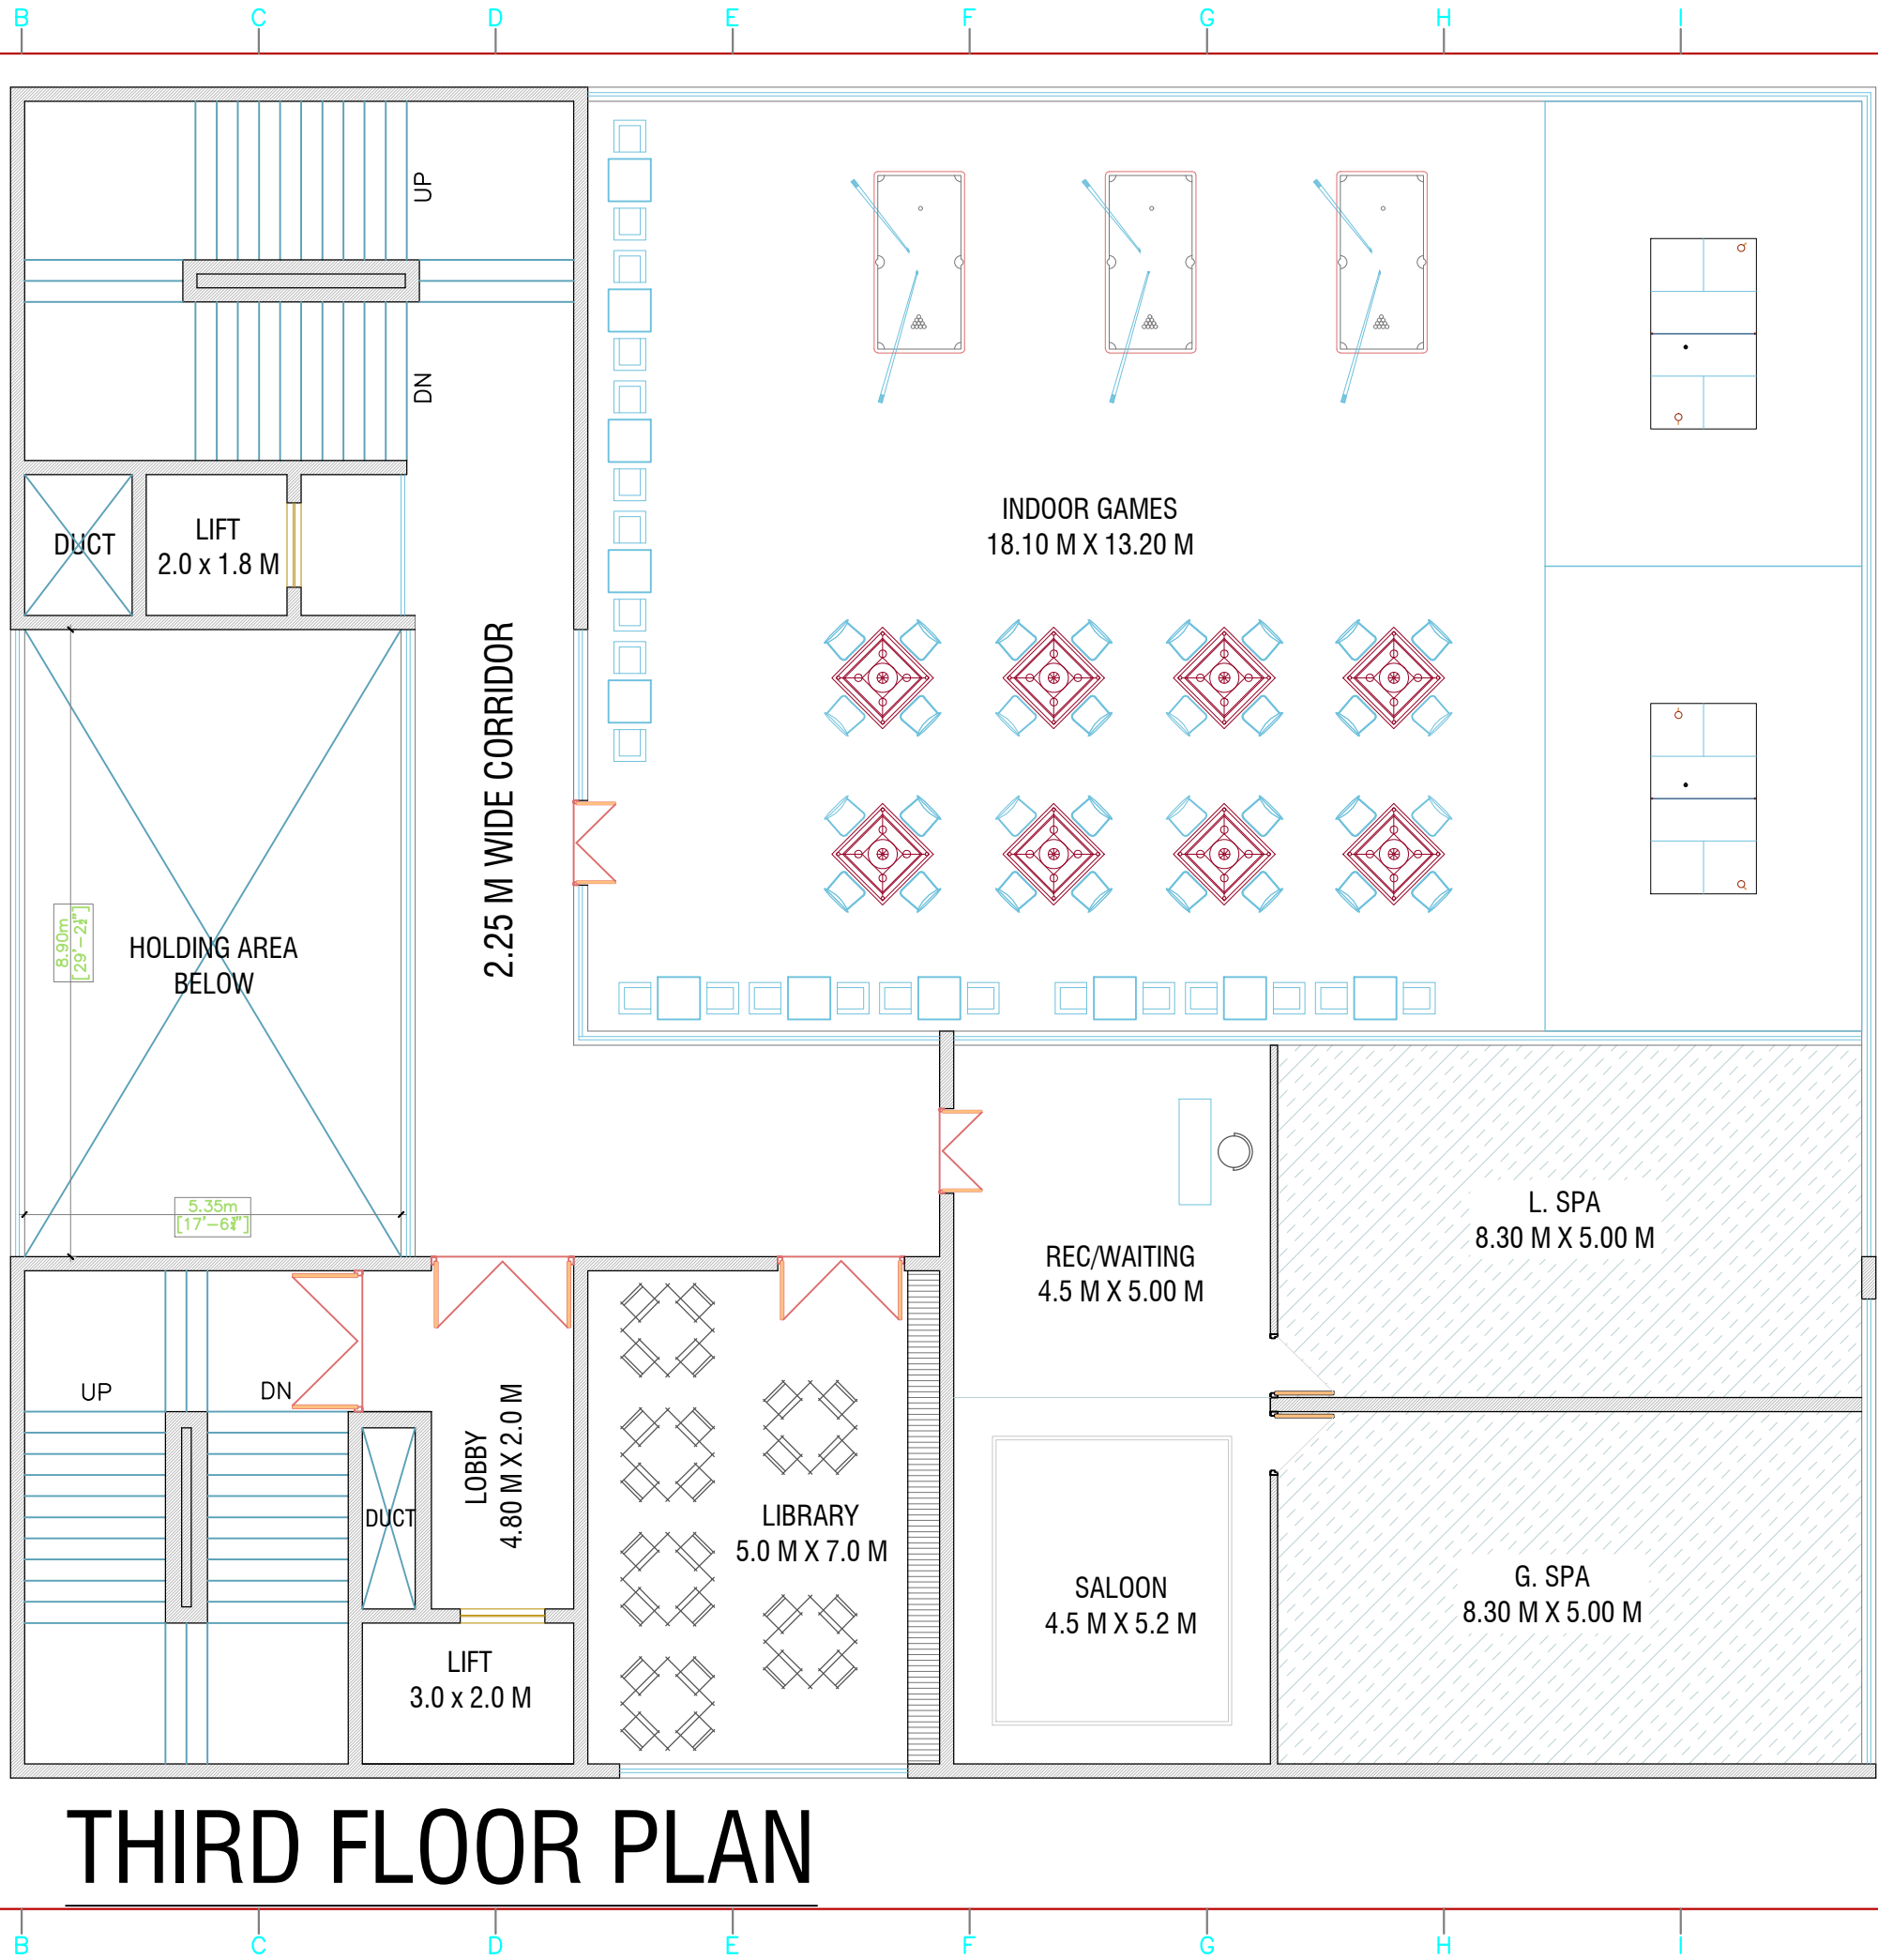 B C D E F G H I
UP
DN
DUCT
LIFT
2.0 x 1.8 M
INDOOR GAMES
18.10 M X 13.20 M
2.25 M WIDE CORRIDOR
8.90m
[29'-2½"]
HOLDING AREA
BELOW
5.35m
REC/WAITING
4.5 M X 5.00 M
L. SPA
8.30 M X 5.00 M
UP
DN
DUCT
LOBBY
4.80 M X 2.0 M
LIBRARY
5.0 M X 7.0 M
LIFT
3.0 x 2.0 M
SALOON
4.5 M X 5.2 M
G. SPA
8.30 M X 5.00 M
THIRD FLOOR PLAN
B C D E F G H I